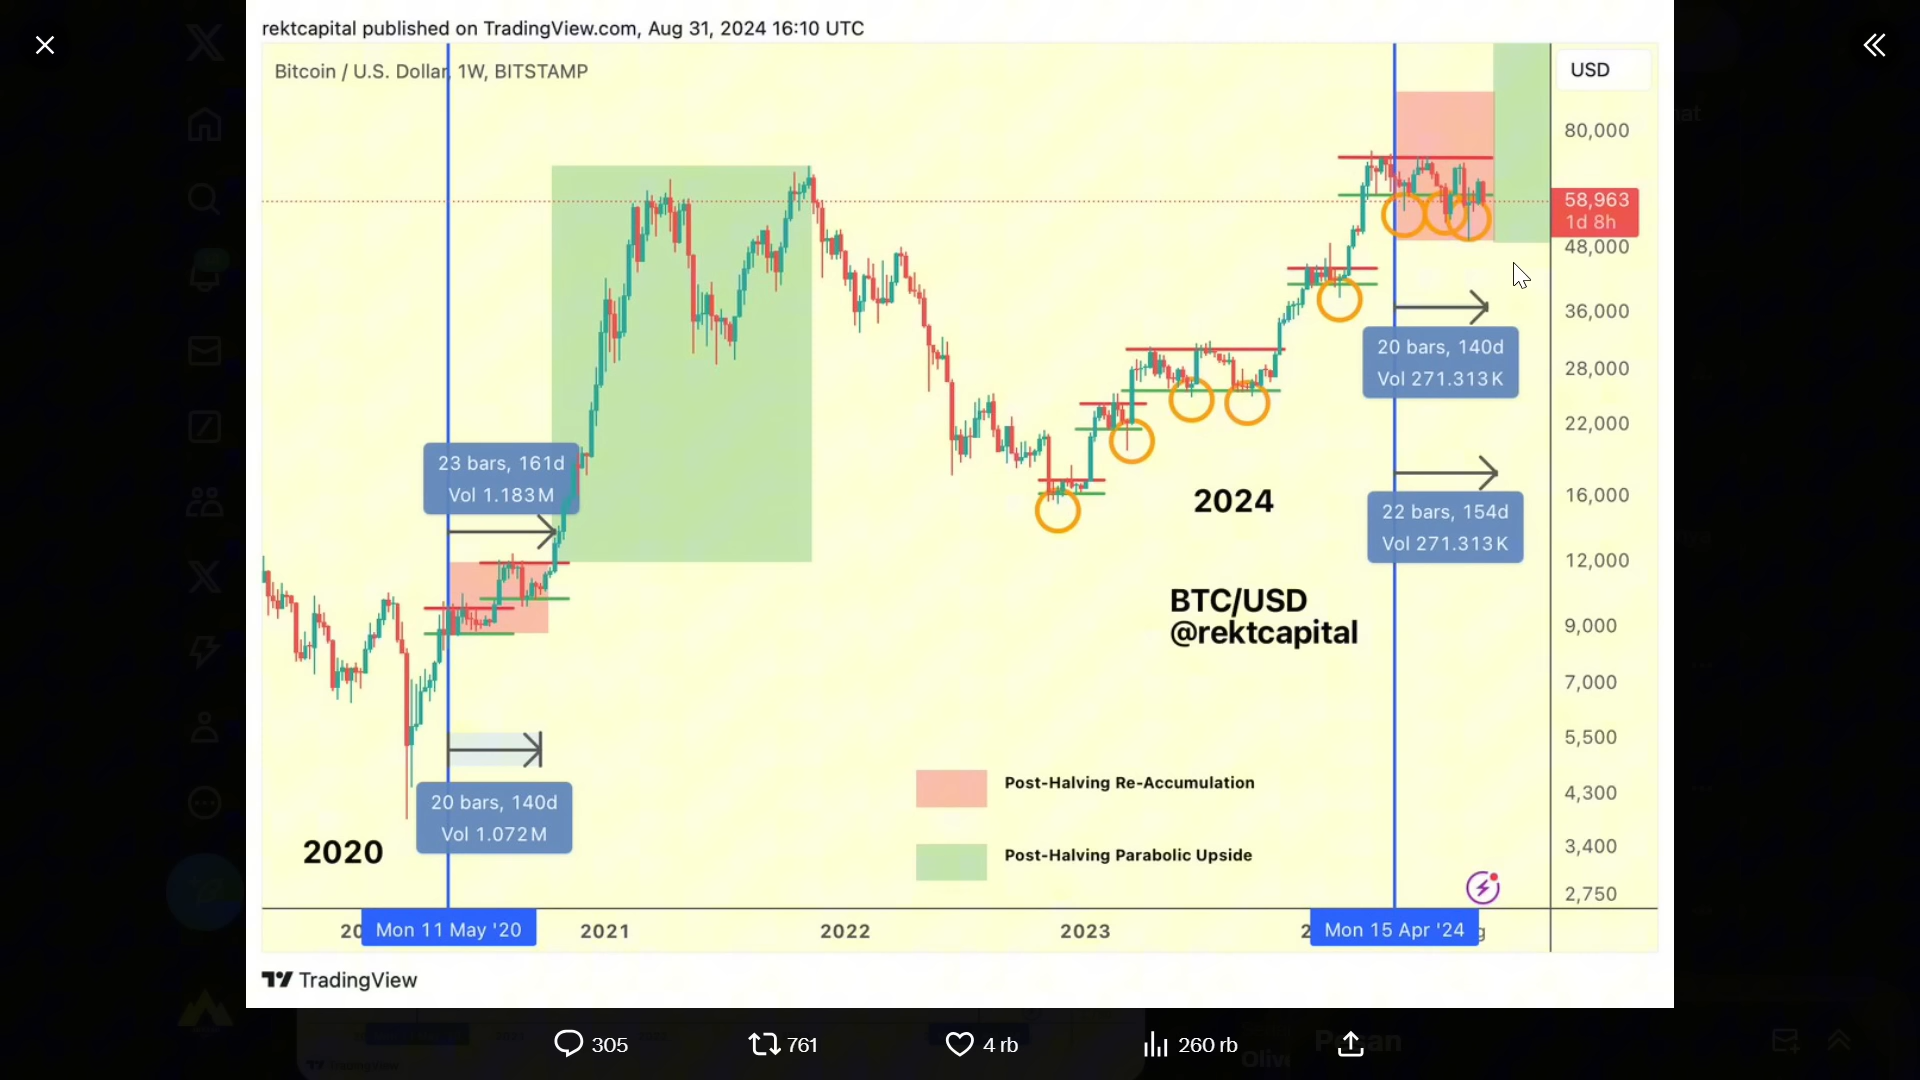 rektcapital published on TradingView.com, Aug 31, 2024 16:10 UTC
Bitcoin / U.S. Dollar, 1W, BITSTAMP
USD
80,000
58,963
1d 8h
48,000
36,000
28,000
22,000
16,000
12,000
9,000
7,000
5,500
4,300
3,400
2,750
20 bars, 140d
Vol 271.313K
23 bars, 161d
Vol 1.183M
2024
22 bars, 154d
Vol 271.313K
BTC/USD
@rektcapital
Post-Halving Re-Accumulation
20 bars, 140d
Vol 1.072M
2020
Post-Halving Parabolic Upside
20 Mon 11 May '20 2021 2022 2023 2 Mon 15 Apr '24 g
TradingView
305 761 4 rb 260 rb
Pesan